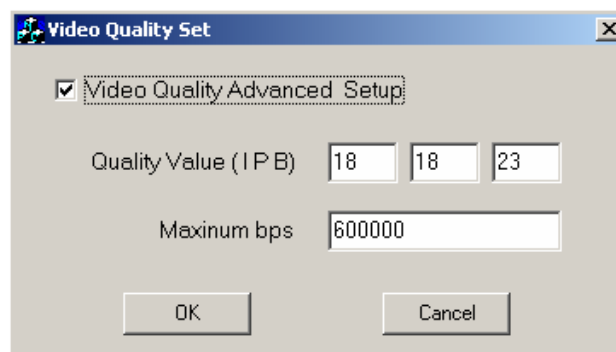 Video Quality Set
Video Quality Advanced Setup
Quality Value ( I P B) 18 18 23
Maxinum bps 600000
OK Cancel